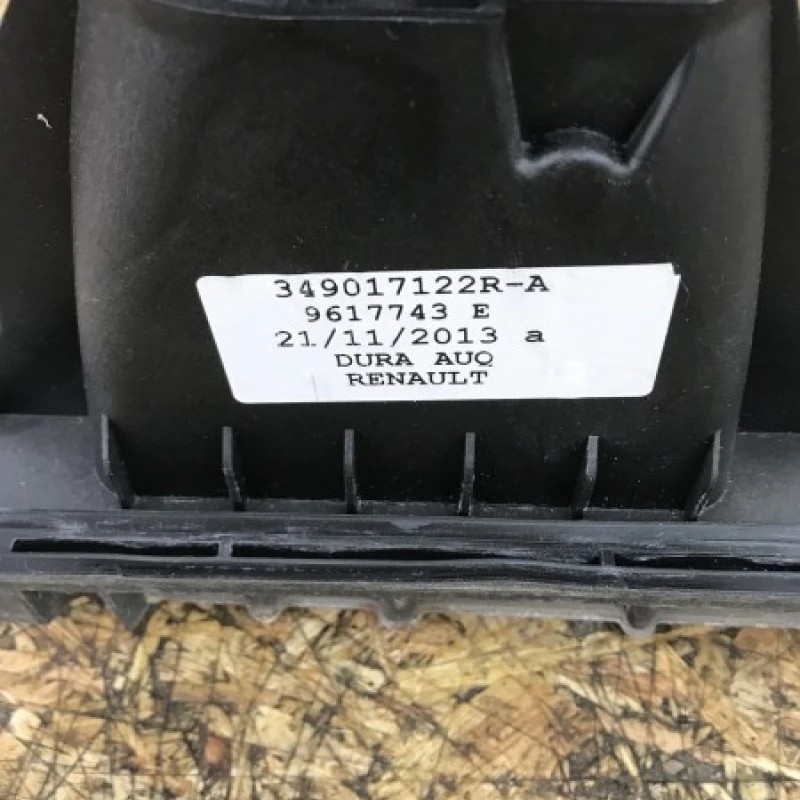 349017122R-A
9617743 E
21/11/2013 a
DURA AUQ
RENAULT